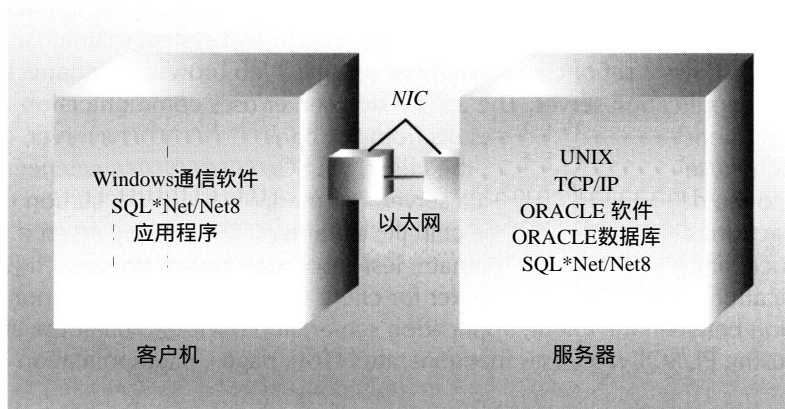 NIC
Windows通信软件
SQL*Net/Net8
应用程序
以太网
UNIX
TCP/IP
ORACLE 软件
ORACLE数据库
SQL*Net/Net8
客户机
服务器